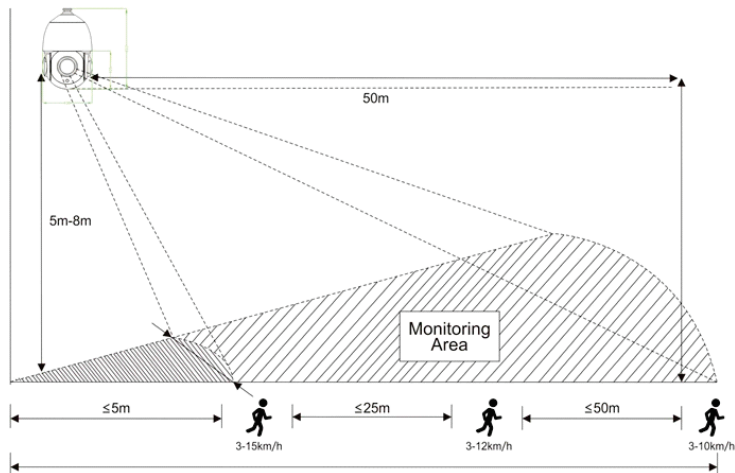 50m
5m-8m
Monitoring
Area
≤5m
≤25m
≤50m
3-15km/h
3-12km/h
3-10km/h